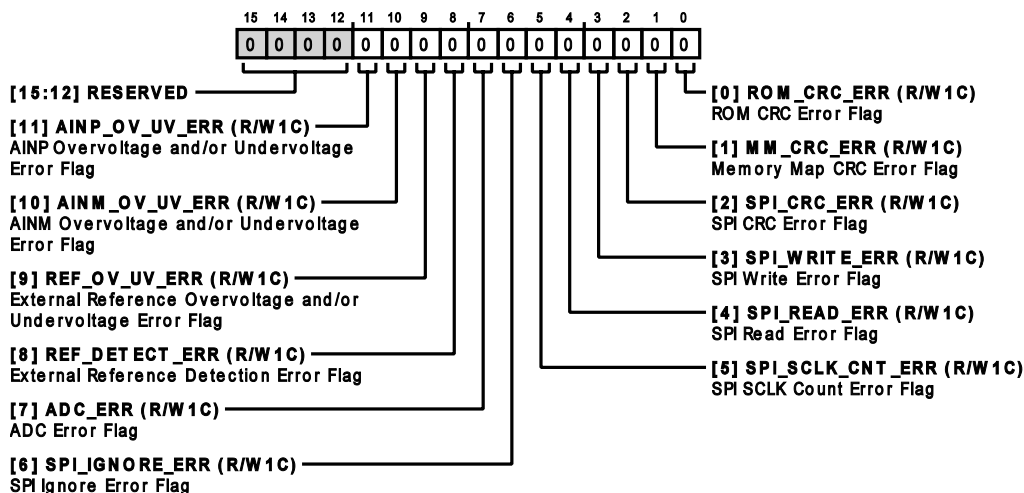 15 14 13 12 11 10 9 8 7 6 5 4 3 2 1 0
0 0 0 0 0 0 0 0 0 0 0 0 0 0 0 0
[15:12] RESERVED
[11] AINP_OV_UV_ERR (R/W1C)
AINP Overvoltage and/or Undervoltage
Error Flag
[10] AINM_OV_UV_ERR (R/W1C)
AINM Overvoltage and/or Undervoltage
Error Flag
[9] REF_OV_UV_ERR (R/W1C)
External Reference Overvoltage and/or
Undervoltage Error Flag
[8] REF_DETECT_ERR (R/W1C)
External Reference Detection Error Flag
[7] ADC_ERR (R/W1C)
ADC Error Flag
[6] SPI_IGNORE_ERR (R/W1C)
SPI Ignore Error Flag
[0] ROM_CRC_ERR (R/W1C)
ROM CRC Error Flag
[1] MM_CRC_ERR (R/W1C)
Memory Map CRC Error Flag
[2] SPI_CRC_ERR (R/W1C)
SPI CRC Error Flag
[3] SPI_WRITE_ERR (R/W1C)
SPI Write Error Flag
[4] SPI_READ_ERR (R/W1C)
SPI Read Error Flag
[5] SPI_SCLK_CNT_ERR (R/W1C)
SPI SCLK Count Error Flag